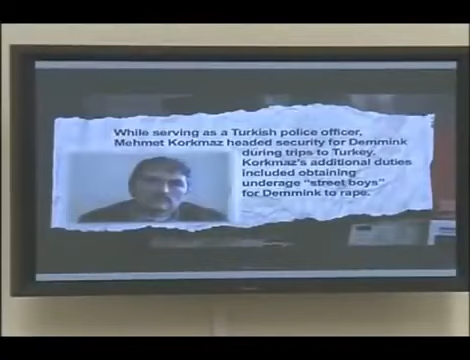 While serving as a Turkish police officer,
Mehmet Korkmaz headed security for Demmink
during trips to Turkey.
Korkmaz's additional duties
included obtaining
underage "street boys"
for Demmink to rape.